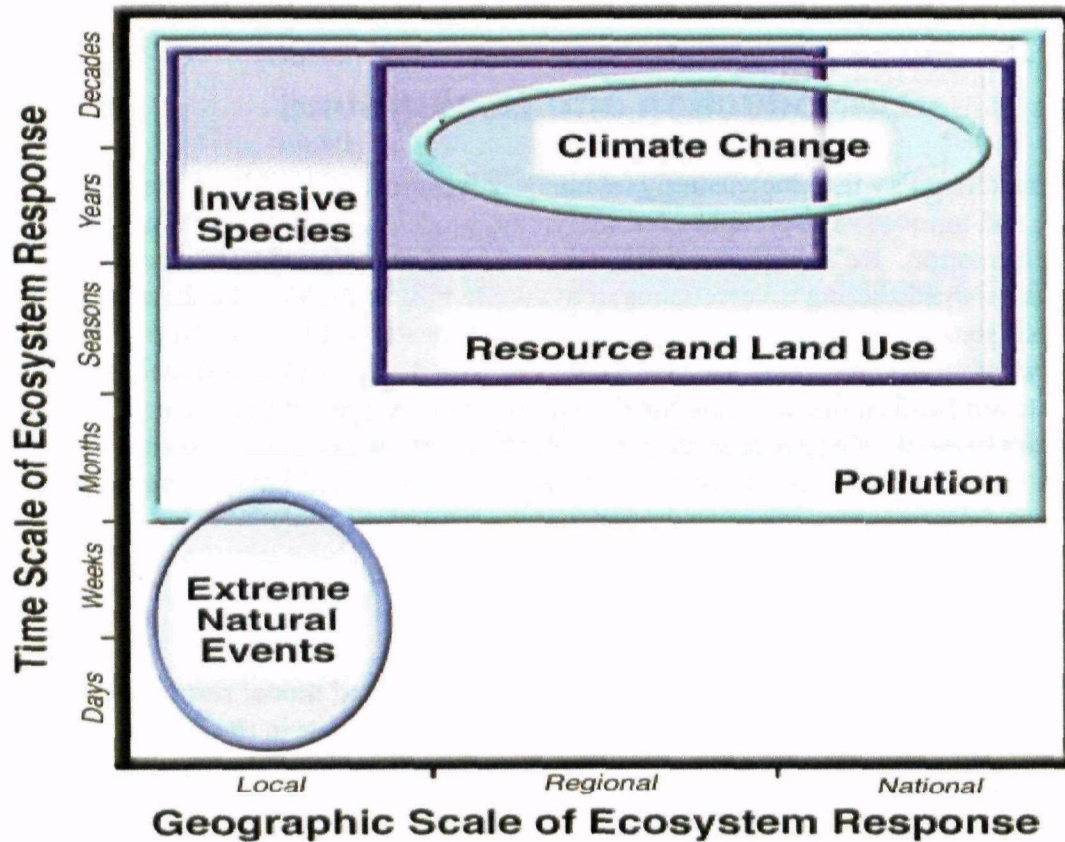 Time Scale of Ecosystem Response
Decades
Years
Seasons
Months
Weeks
Days
Climate Change
Invasive
Species
Resource and Land Use
Pollution
Extreme
Natural
Events
Local
Regional
National
Geographic Scale of Ecosystem Response